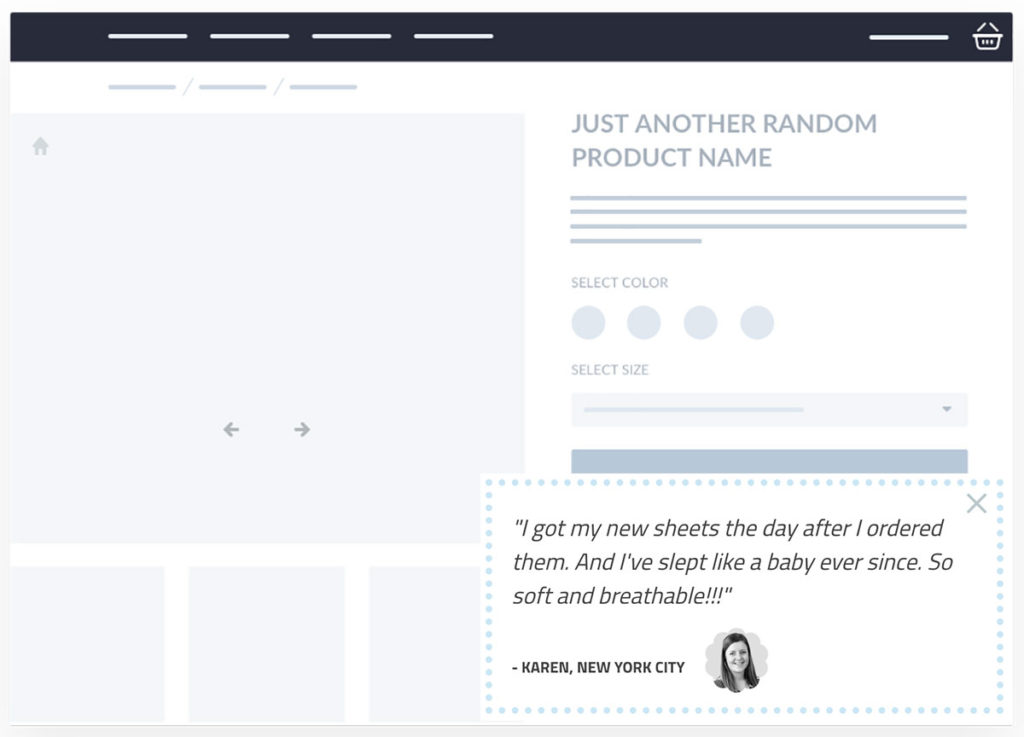 JUST ANOTHER RANDOM
PRODUCT NAME
SELECT COLOR
SELECT SIZE
"I got my new sheets the day after I ordered
them. And I've slept like a baby ever since. So
soft and breathable!!!"
- KAREN, NEW YORK CITY